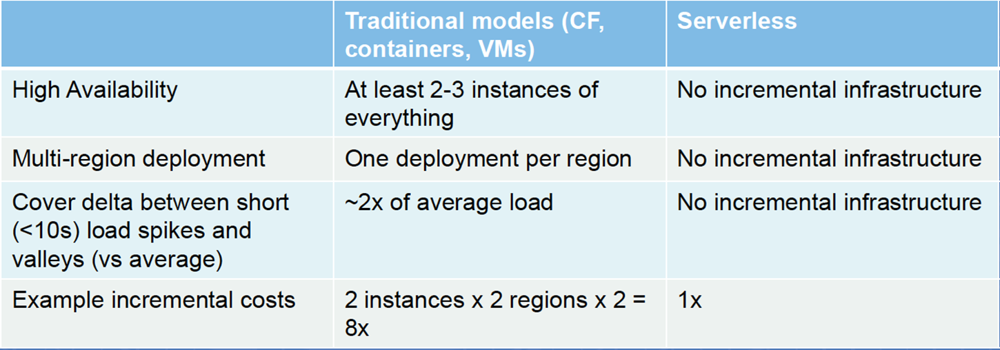 Traditional models (CF,
containers, VMs)
Serverless
High Availability
At least 2-3 instances of
everything
No incremental infrastructure
Multi-region deployment
One deployment per region
No incremental infrastructure
Cover delta between short
(<10s) load spikes and
valleys (vs average)
~2x of average load
No incremental infrastructure
Example incremental costs
2 instances x 2 regions x 2 =
8x
1x